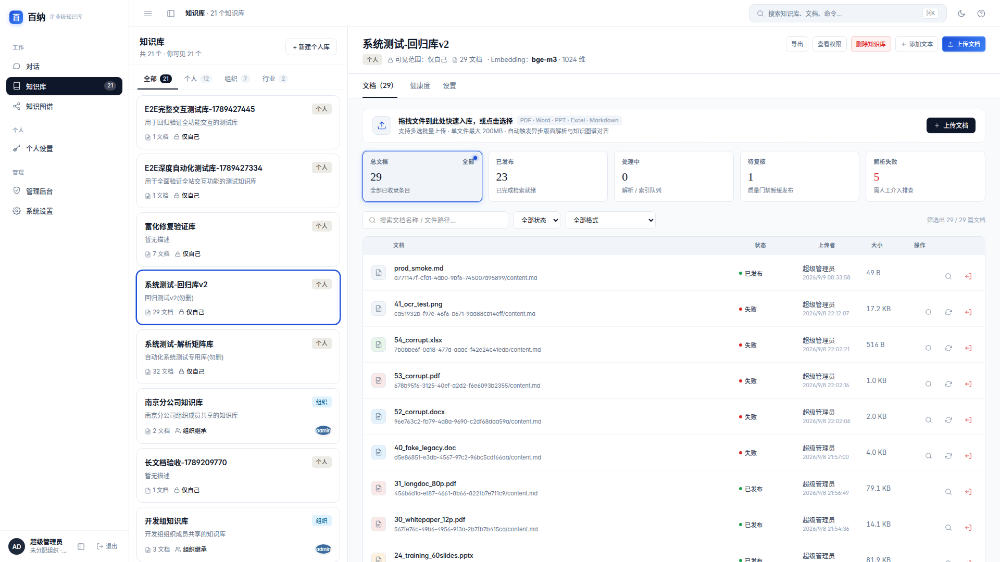 百 百纳 企业级知识库
工作
对话
知识库 21
知识图谱
个人
个人设置
管理
管理后台
系统设置
AD 超级管理员
未分配组织 ·...
退出
知识库 · 21 个知识库
搜索知识库、文档、命令... ⌘K
知识库
共 21 个 · 你可见 21 个
+ 新建个人库
全部 21 个人 12 组织 7 行业 2
E2E完整交互测试库-1789427445 个人
用于回归验证全功能交互的测试库
1 文档 仅自己
E2E深度自动化测试库-1789427334 个人
用于全面验证全站交互功能的测试知识库
1 文档 仅自己
富化修复验证库 个人
暂无描述
7 文档 仅自己
系统测试-回归库v2 个人
回归测试v2(勿删)
29 文档 仅自己
系统测试-解析矩阵库 个人
自动化系统测试专用库(勿删)
32 文档 仅自己
南京分公司知识库 组织
南京分公司组织成员共享的知识库
2 文档 组织继承 admin
长文档验收-1789209770 个人
暂无描述
1 文档 仅自己
开发组知识库 组织
开发组组织成员共享的知识库
3 文档 组织继承 admin
系统测试-回归库v2
个人 可见范围：仅自己 29 文档 · Embedding：bge-m3 · 1024 维
导出 查看权限 删除知识库 添加文本 上传文档
文档（29） 健康度 设置
拖拽文件到此处快速入库，或点击选择 PDF · Word · PPT · Excel · Markdown
支持多选批量上传 · 单文件最大 200MB · 自动触发异步版面解析与知识图谱对齐
上传文档
总文档 全部
29
全部已收录条目
已发布
23
已完成检索就绪
处理中
0
解析 / 索引队列
待复核
1
质量门禁暂缓发布
解析失败
5
需人工介入排查
搜索文档名称 / 文件路径... 全部状态 全部格式 筛选出 29 / 29 篇文档
文档 状态 上传者 大小 操作
prod_smoke.md 已发布 超级管理员 49 B
a771147f-cfa1-4db0-9bf6-745007a95899/content.md 2026/9/9 08:33:58
41_ocr_test.png 失败 超级管理员 17.2 KB
ca51932b-f97e-46f6-b671-9aa88cb14eff/content.md 2026/9/8 22:12:07
54_corrupt.xlsx 失败 超级管理员 516 B
7b0bbe6f-0d18-477d-aaac-f42e24c41edb/content.md 2026/9/8 22:02:21
53_corrupt.pdf 失败 超级管理员 1.0 KB
678b95f6-3125-40ef-a2d2-f6e6093b2355/content.md 2026/9/8 22:02:16
52_corrupt.docx 失败 超级管理员 2.0 KB
96e763c2-fb79-4a8a-9690-c2df68daa59a/content.md 2026/9/8 22:02:06
40_fake_legacy.doc 失败 超级管理员 4.0 KB
d5e86851-e3db-4567-97c2-96bc5cdf66aa/content.md 2026/9/8 21:57:00
31_longdoc_80p.pdf 已发布 超级管理员 79.1 KB
456b6d1a-ef87-4661-8b66-822fb7e711c9/content.md 2026/9/8 21:56:49
30_whitepaper_12p.pdf 已发布 超级管理员 14.1 KB
567fe76c-49b6-4956-9f3a-2b7fb7b415ca/content.md 2026/9/8 21:54:36
24_training_60slides.pptx 已发布 超级管理员 81.9 KB